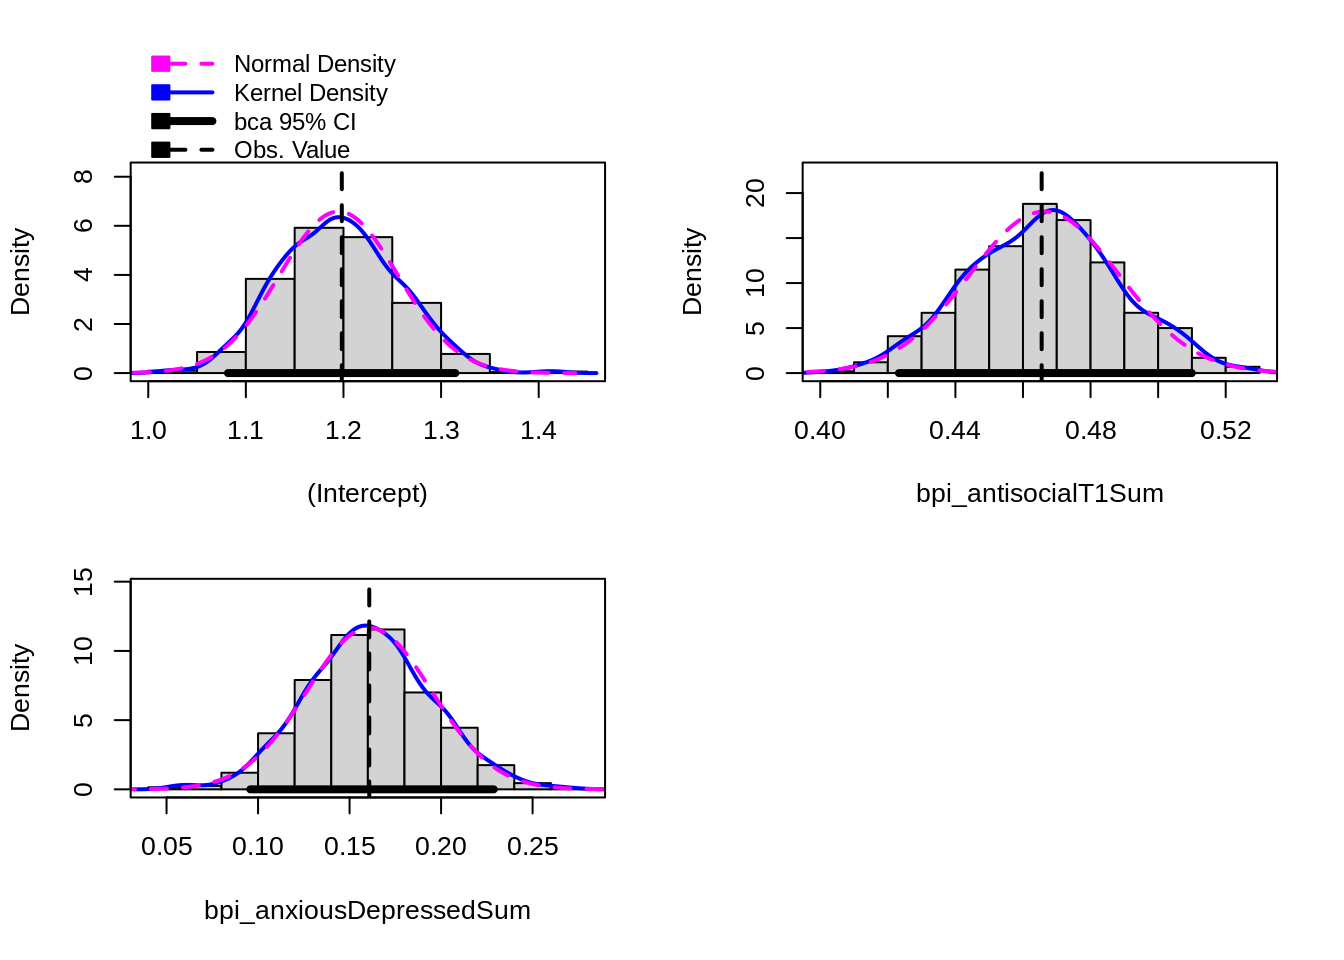 Normal Density
Kernel Density
bca 95% CI
Obs. Value
Density
0 2 4 6 8
1.0 1.1 1.2 1.3 1.4
(Intercept)
Density
0 5 10 20
0.40 0.44 0.48 0.52
bpi_antisocialT1Sum
Density
0 5 10 15
0.05 0.10 0.15 0.20 0.25
bpi_anxiousDepressedSum